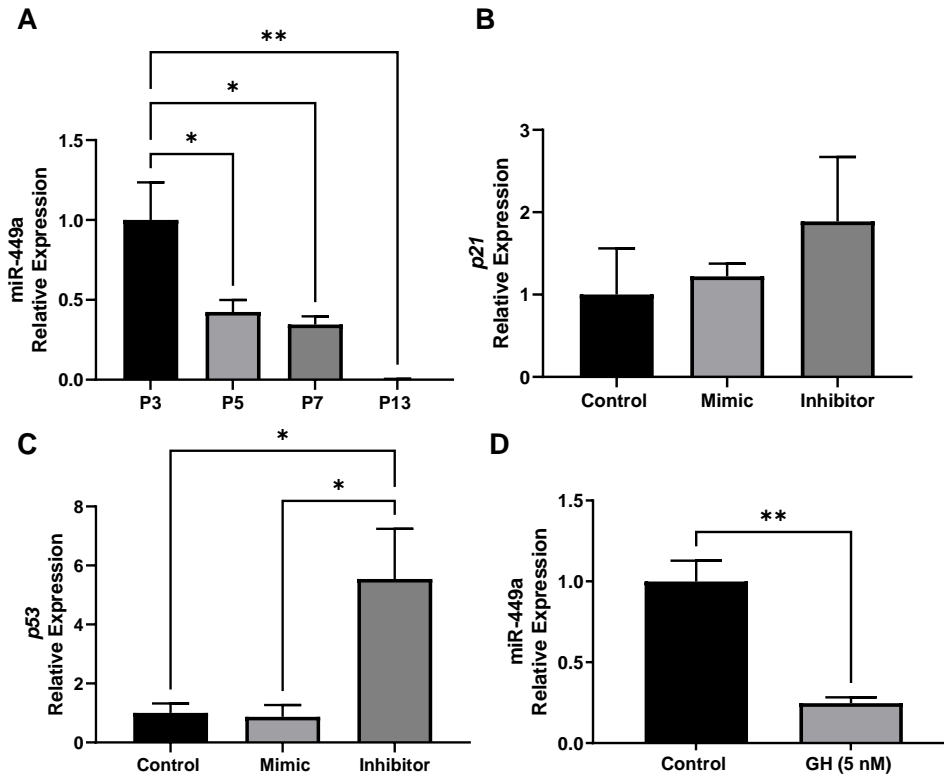 A
**
*
*
1.5
1.0
0.5
0.0
miR-449a
Relative Expression
P3 P5 P7 P13
B
3
2
1
0
p21
Relative Expression
Control Mimic Inhibitor
C
*
*
8
6
4
2
0
p53
Relative Expression
Control Mimic Inhibitor
D
**
1.5
1.0
0.5
0.0
miR-449a
Relative Expression
Control GH (5 nM)